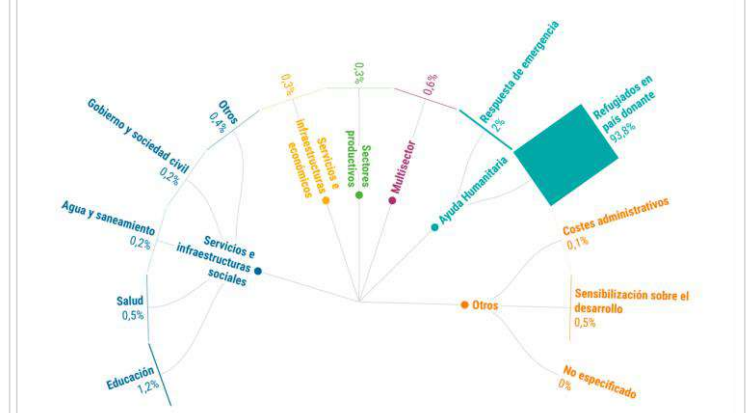 Educación
1,2%
Salud
0,5%
Agua y saneamiento
0,2%
Gobierno y sociedad civil
0,2%
Otros
0,4%
Servicios e
infraestructuras
sociales
0,3%
Servicios e
infraestructuras
económicos
0,3%
Sectores
productivos
0,6%
Multisector
Respuesta de emergencia
2%
Refugiados en
país donante
93,8%
Ayuda Humanitaria
Costes administrativos
0,1%
Otros
Sensibilización sobre el
desarrollo
0,5%
No especificado
0%